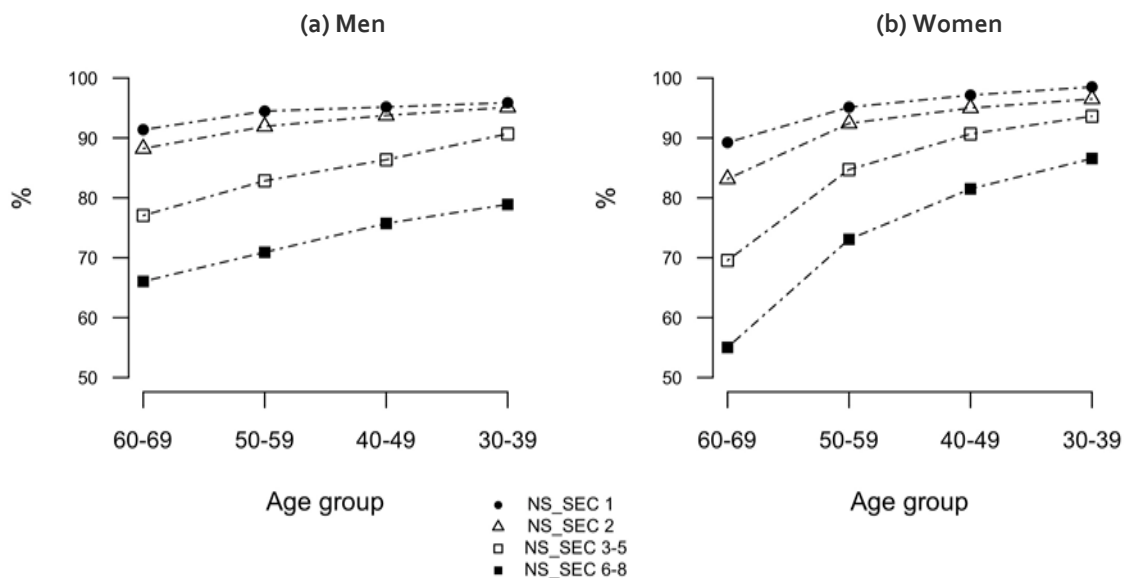 (a) Men
(b) Women
%
100
90
80
70
60
50
60-69 50-59 40-49 30-39
Age group
%
100
90
80
70
60
50
60-69 50-59 40-49 30-39
Age group
NS_SEC 1
NS_SEC 2
NS_SEC 3-5
NS_SEC 6-8